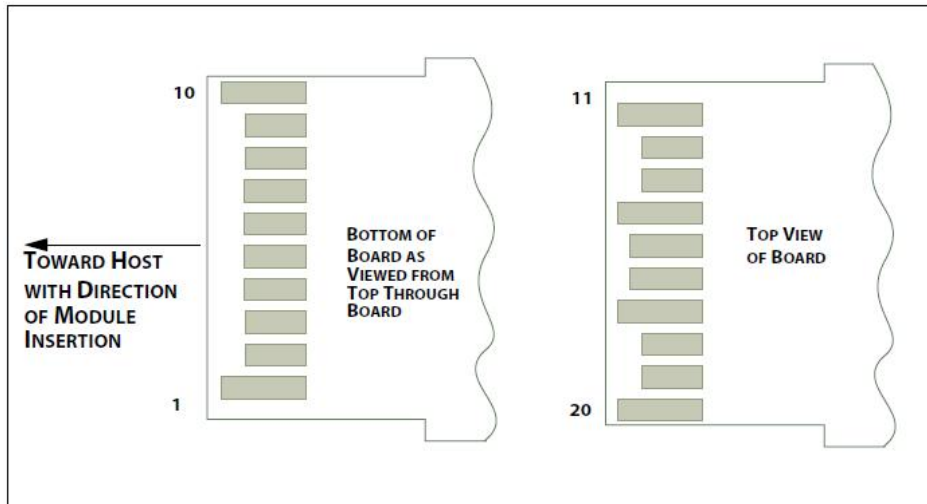 10
1
TOWARD HOST
WITH DIRECTION
OF MODULE
INSERTION
BOTTOM OF
BOARD AS
VIEWED FROM
TOP THROUGH
BOARD
11
20
TOP VIEW
OF BOARD